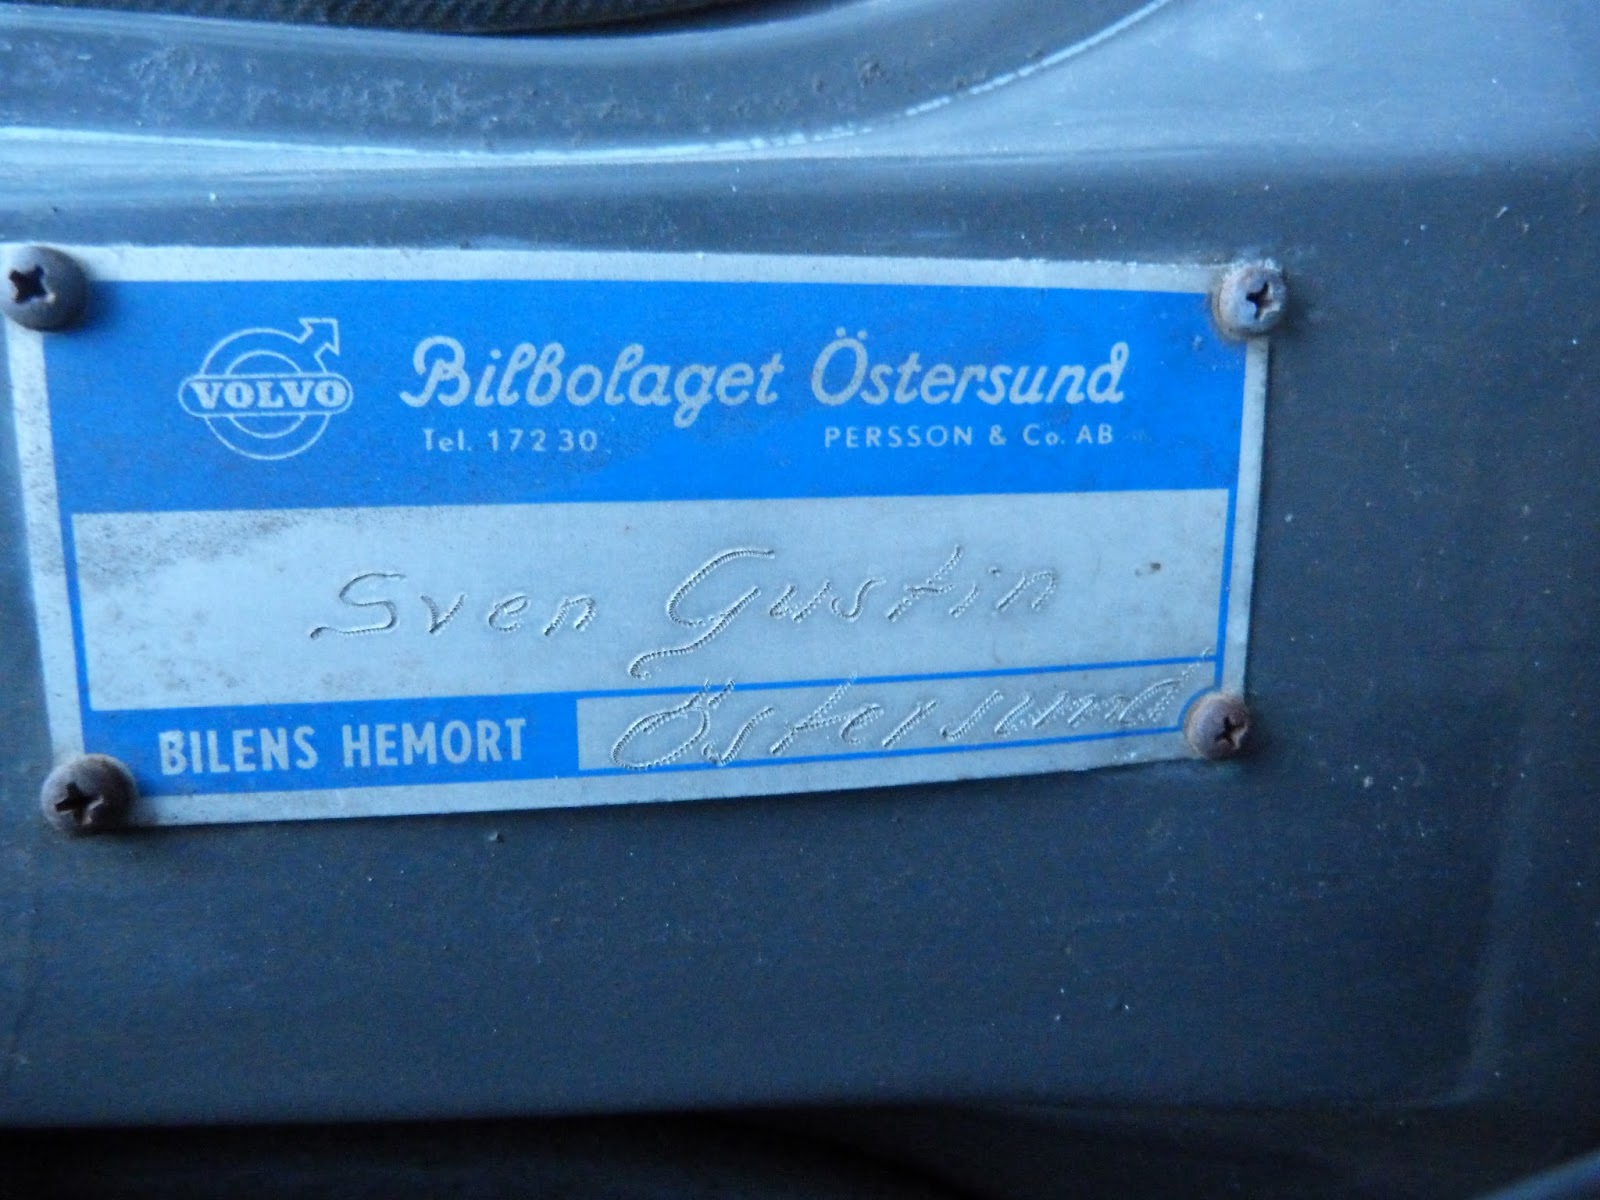 VOLVO
Bilbolaget Östersund
Tel. 172 30 PERSSON & Co. AB
Sven Gustin
BILENS HEMORT Östersund